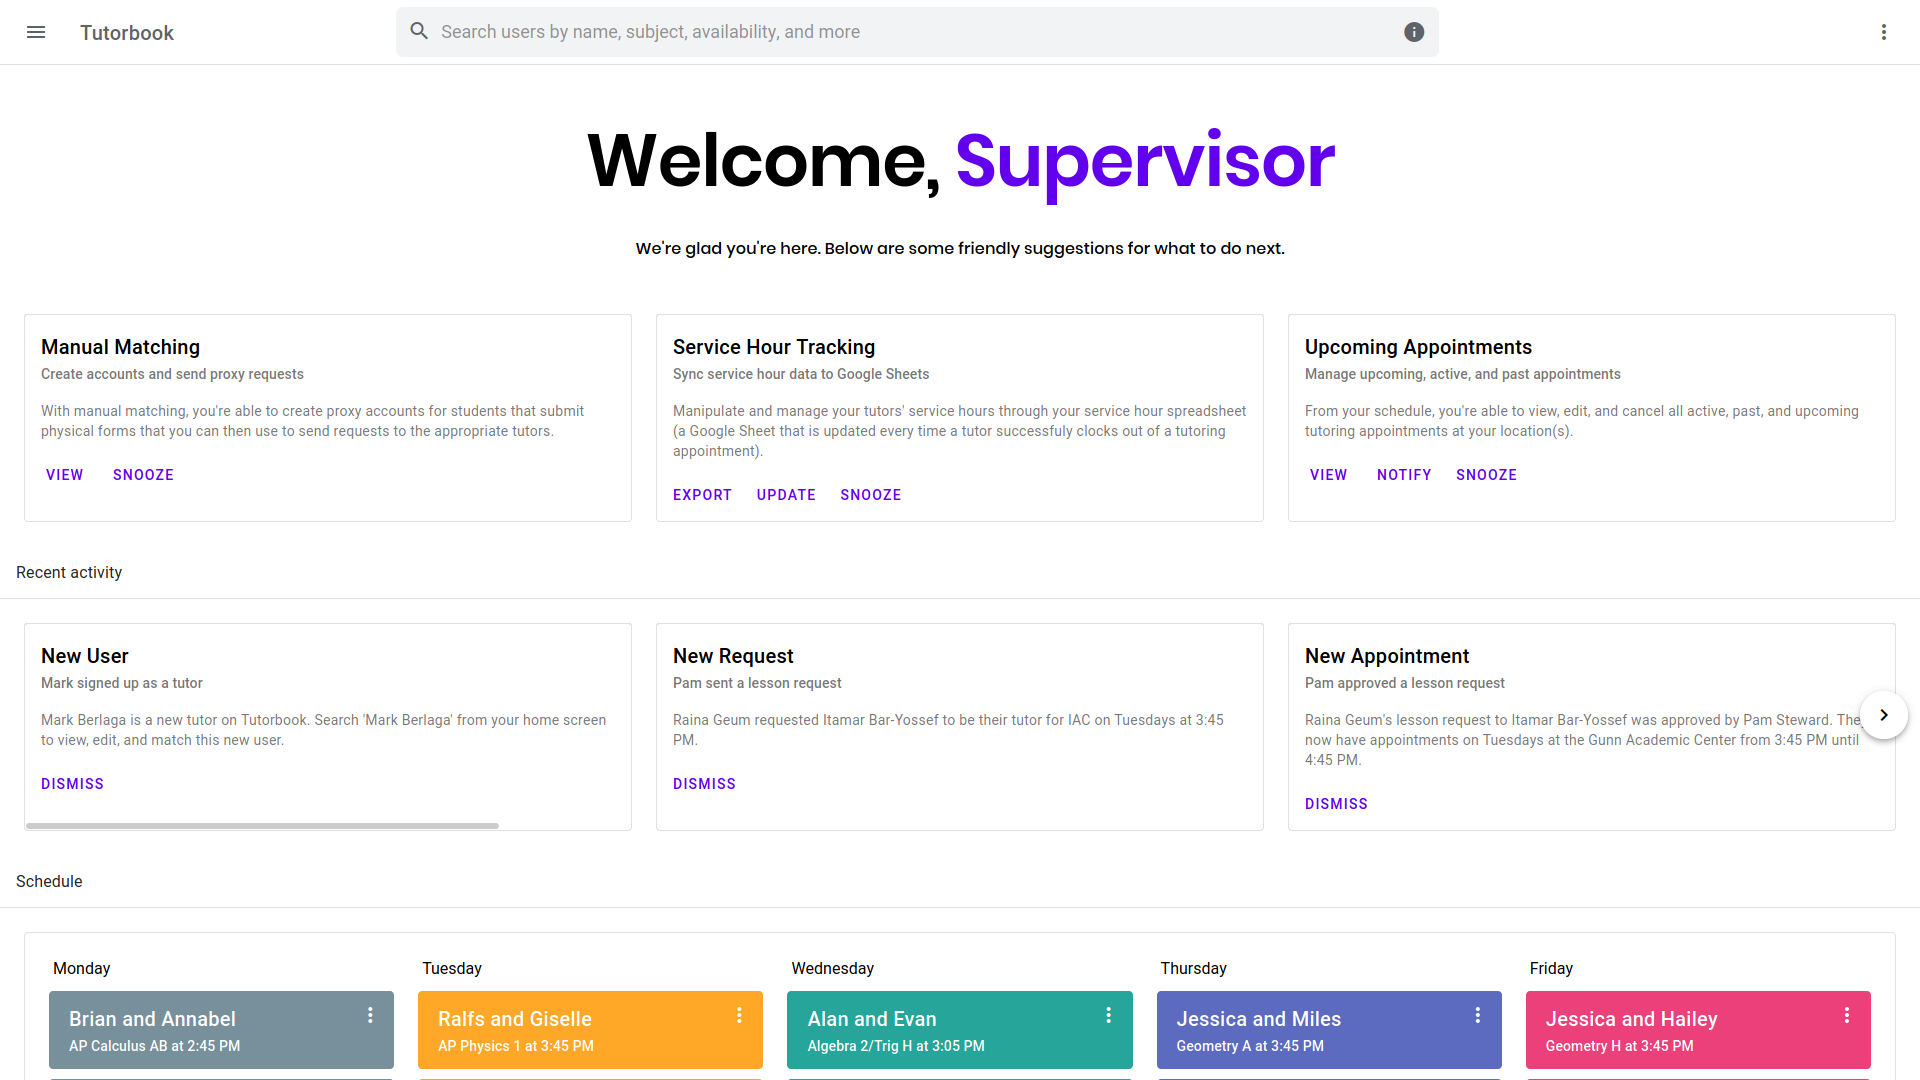 Tutorbook
Search users by name, subject, availability, and more
Welcome, Supervisor
We're glad you're here. Below are some friendly suggestions for what to do next.
Manual Matching
Create accounts and send proxy requests
With manual matching, you're able to create proxy accounts for students that submit
physical forms that you can then use to send requests to the appropriate tutors.
VIEW SNOOZE
Service Hour Tracking
Sync service hour data to Google Sheets
Manipulate and manage your tutors' service hours through your service hour spreadsheet
(a Google Sheet that is updated every time a tutor successfuly clocks out of a tutoring
appointment).
EXPORT UPDATE SNOOZE
Upcoming Appointments
Manage upcoming, active, and past appointments
From your schedule, you're able to view, edit, and cancel all active, past, and upcoming
tutoring appointments at your location(s).
VIEW NOTIFY SNOOZE
Recent activity
New User
Mark signed up as a tutor
Mark Berlaga is a new tutor on Tutorbook. Search 'Mark Berlaga' from your home screen
to view, edit, and match this new user.
DISMISS
New Request
Pam sent a lesson request
Raina Geum requested Itamar Bar-Yossef to be their tutor for IAC on Tuesdays at 3:45
PM.
DISMISS
New Appointment
Pam approved a lesson request
Raina Geum's lesson request to Itamar Bar-Yossef was approved by Pam Steward. The
now have appointments on Tuesdays at the Gunn Academic Center from 3:45 PM until
4:45 PM.
DISMISS
Schedule
Monday
Brian and Annabel
AP Calculus AB at 2:45 PM
Tuesday
Ralfs and Giselle
AP Physics 1 at 3:45 PM
Wednesday
Alan and Evan
Algebra 2/Trig H at 3:05 PM
Thursday
Jessica and Miles
Geometry A at 3:45 PM
Friday
Jessica and Hailey
Geometry H at 3:45 PM